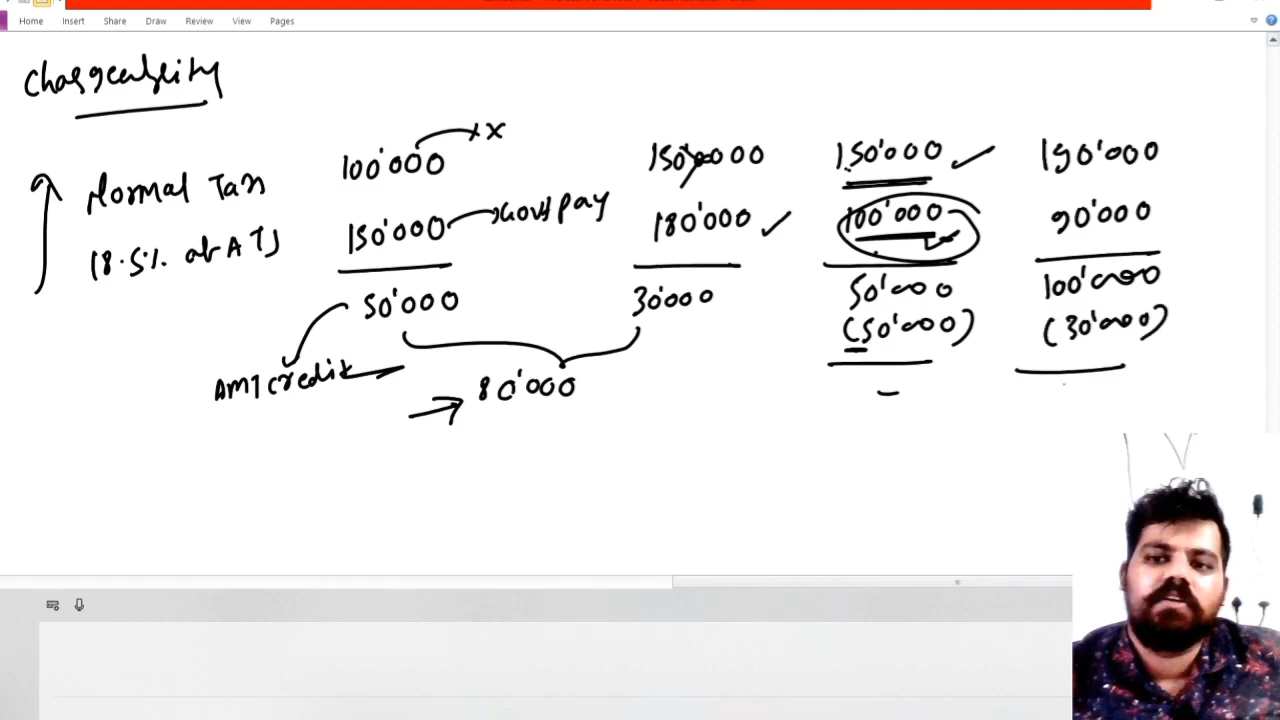 Home Insert Share Draw Review View Pages
Chargeability
Normal Tax 100'000 x 150'000 150'000 190'000
18.5% of ATI 150'000 Govt pay 180'000 100'000 90'000
50'000 30'000 50'000 100'000
(50'000) (30'000)
AMT credit 80'000 -